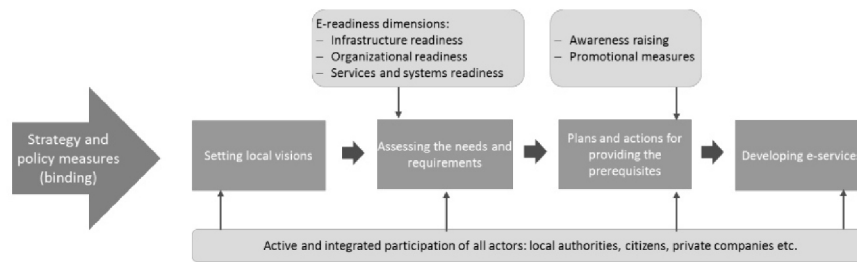 E-readiness dimensions:
– Infrastructure readiness
– Organizational readiness
– Services and systems readiness
– Awareness raising
– Promotional measures
Strategy and
policy measures
(binding)
Setting local visions
Assessing the needs and
requirements
Plans and actions for
providing the
prerequisites
Developing e-services
Active and integrated participation of all actors: local authorities, citizens, private companies etc.